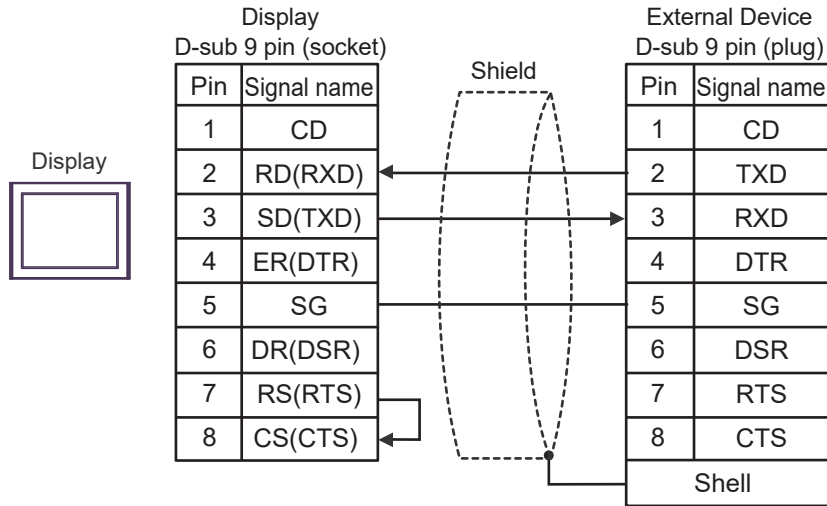 Display
D-sub 9 pin (socket)
External Device
D-sub 9 pin (plug)
Shield
Display
Pin Signal name
1 CD
2 RD(RXD)
3 SD(TXD)
4 ER(DTR)
5 SG
6 DR(DSR)
7 RS(RTS)
8 CS(CTS)
Pin Signal name
1 CD
2 TXD
3 RXD
4 DTR
5 SG
6 DSR
7 RTS
8 CTS
Shell